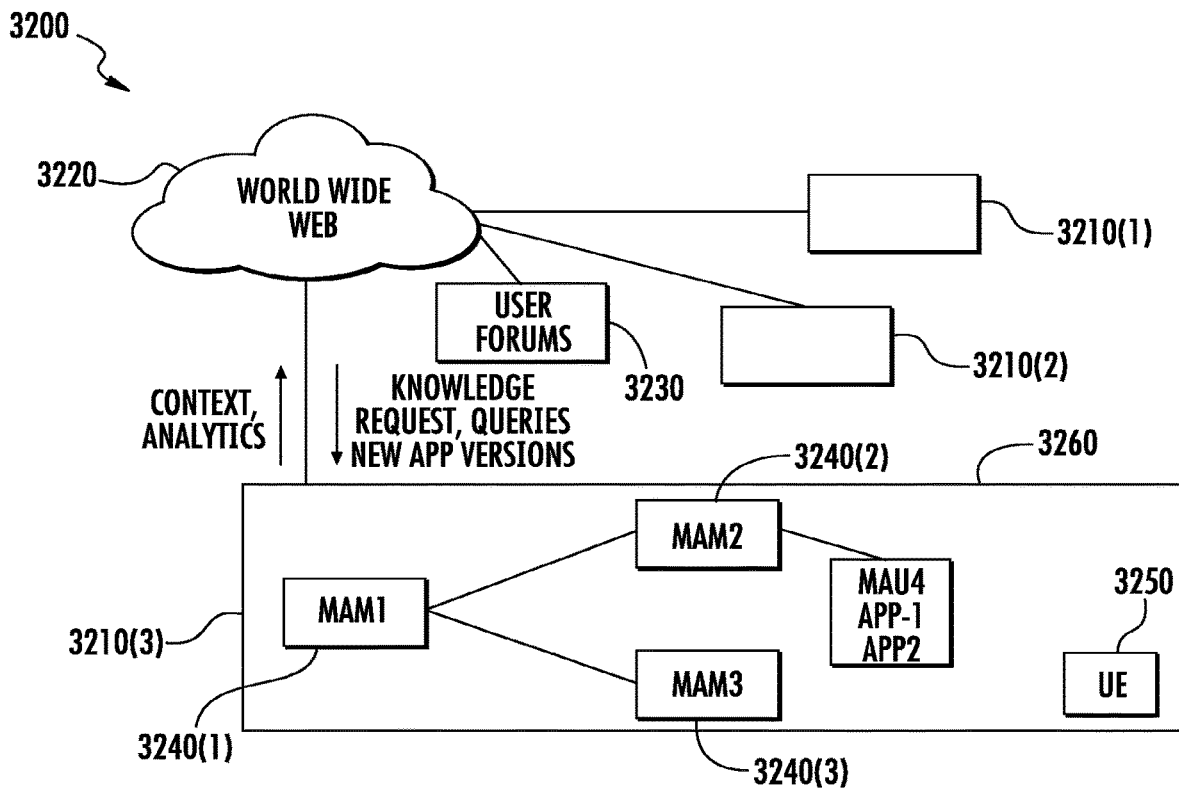 3200
3220
WORLD WIDE
WEB
3210(1)
USER
FORUMS
3230
3210(2)
CONTEXT,
ANALYTICS
KNOWLEDGE
REQUEST, QUERIES
NEW APP VERSIONS
3240(2)
3260
MAM2
MAU4
APP-1
APP2
3250
MAM1
3210(3)
MAM3
UE
3240(1)
3240(3)